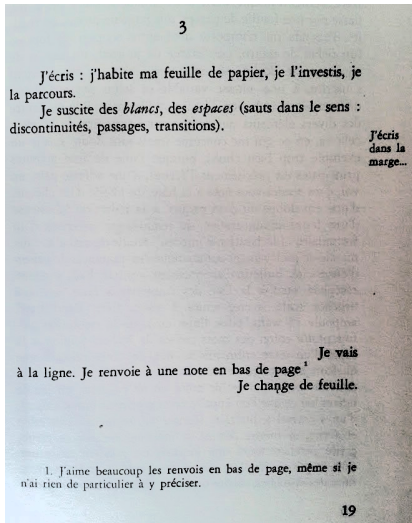 3
J'écris : j'habite ma feuille de papier, je l'investis, je
la parcours.
Je suscite des blancs, des espaces (sauts dans le sens :
discontinuités, passages, transitions).
J'écris
dans la
marge...
Je vais
à la ligne. Je renvoie à une note en bas de page¹
Je change de feuille.
1. J'aime beaucoup les renvois en bas de page, même si je
n'ai rien de particulier à y préciser.
19